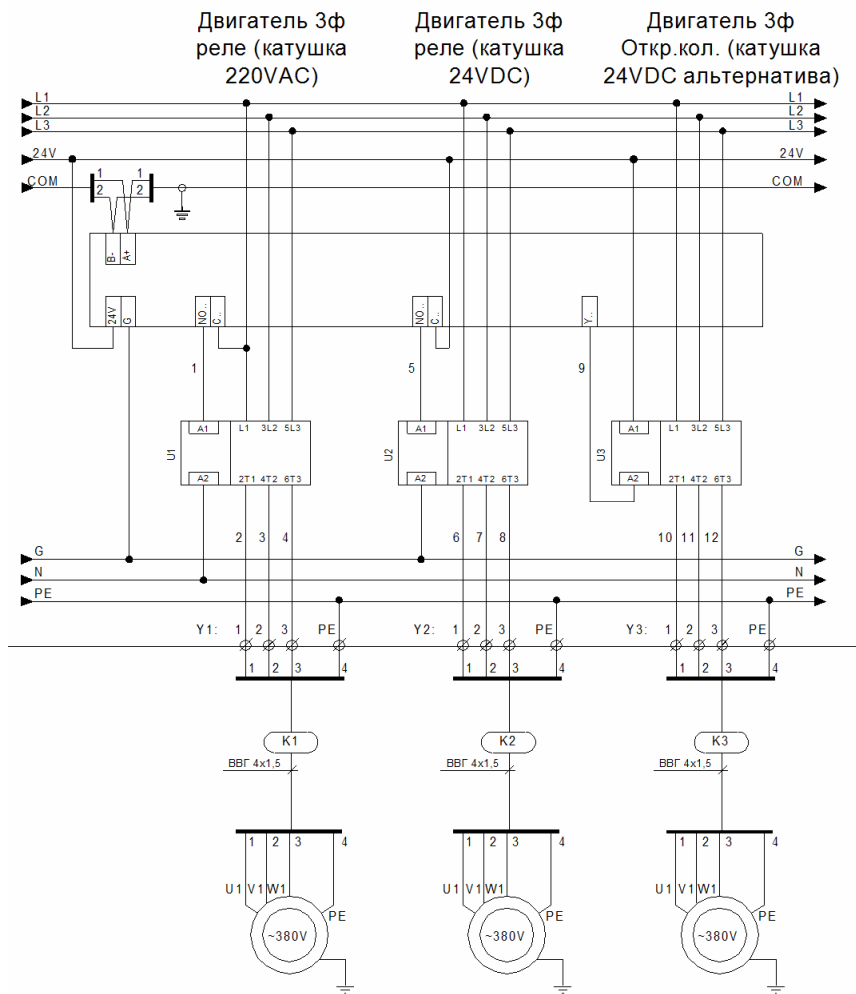 Двигатель 3ф
реле (катушка
220VAC)
Двигатель 3ф
реле (катушка
24VDC)
Двигатель 3ф
Откр.кол. (катушка
24VDC альтернатива)
L1 L1
L2 L2
L3 L3
24V 24V
COM 1 2 1 2 COM
B- A+
24V G NO.. C.. NO.. C.. Y..
1 5 9
A1 L1 3L2 5L3 A1 L1 3L2 5L3 A1 L1 3L2 5L3
U1 U2 U3
A2 2T1 4T2 6T3 A2 2T1 4T2 6T3 A2 2T1 4T2 6T3
2 3 4 6 7 8 10 11 12
G G
N N
PE PE
Y1: 1 2 3 PE Y2: 1 2 3 PE Y3: 1 2 3 PE
1 2 3 4 1 2 3 4 1 2 3 4
K1 K2 K3
ВВГ 4х1,5 ВВГ 4х1,5 ВВГ 4х1,5
1 2 3 4 1 2 3 4 1 2 3 4
U1 V1 W1 U1 V1 W1 U1 V1 W1
PE PE PE
~380V ~380V ~380V